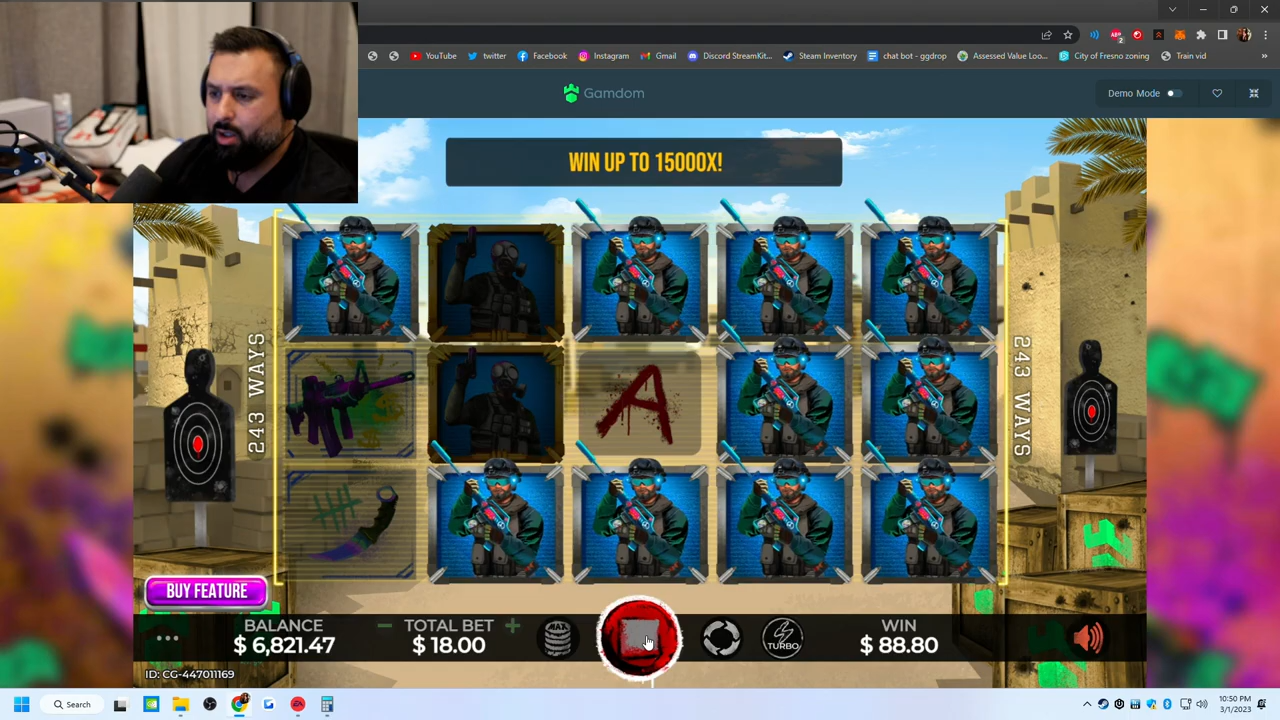 YouTube
twitter
Facebook
Instagram
Gmail
Discord StreamKit...
Steam Inventory
chat bot - ggdrop
Assessed Value Loo...
City of Fresno zoning
Train vid
»
Gamdom
Demo Mode
WIN UP TO 15000X!
243 WAYS
243 WAYS
A
BUY FEATURE
BALANCE
$ 6,821.47
TOTAL BET
$ 18.00
MAX
TURBO
WIN
$ 88.80
ID: CG-447011169
Search
10:50 PM
3/1/2023